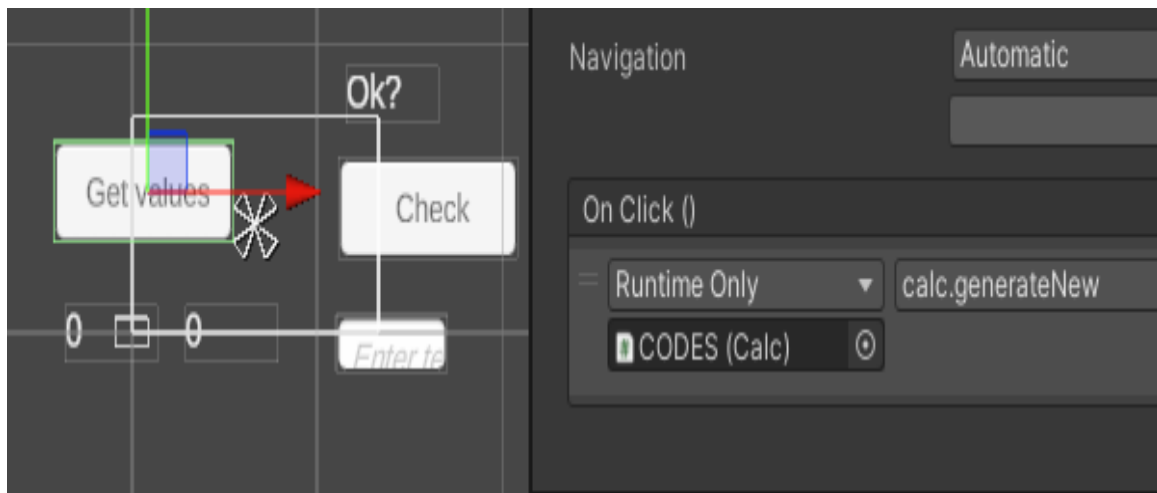 Ok?
Get values
Check
0
0
Enter te
Navigation
Automatic
On Click ()
Runtime Only
calc.generateNew
CODES (Calc)